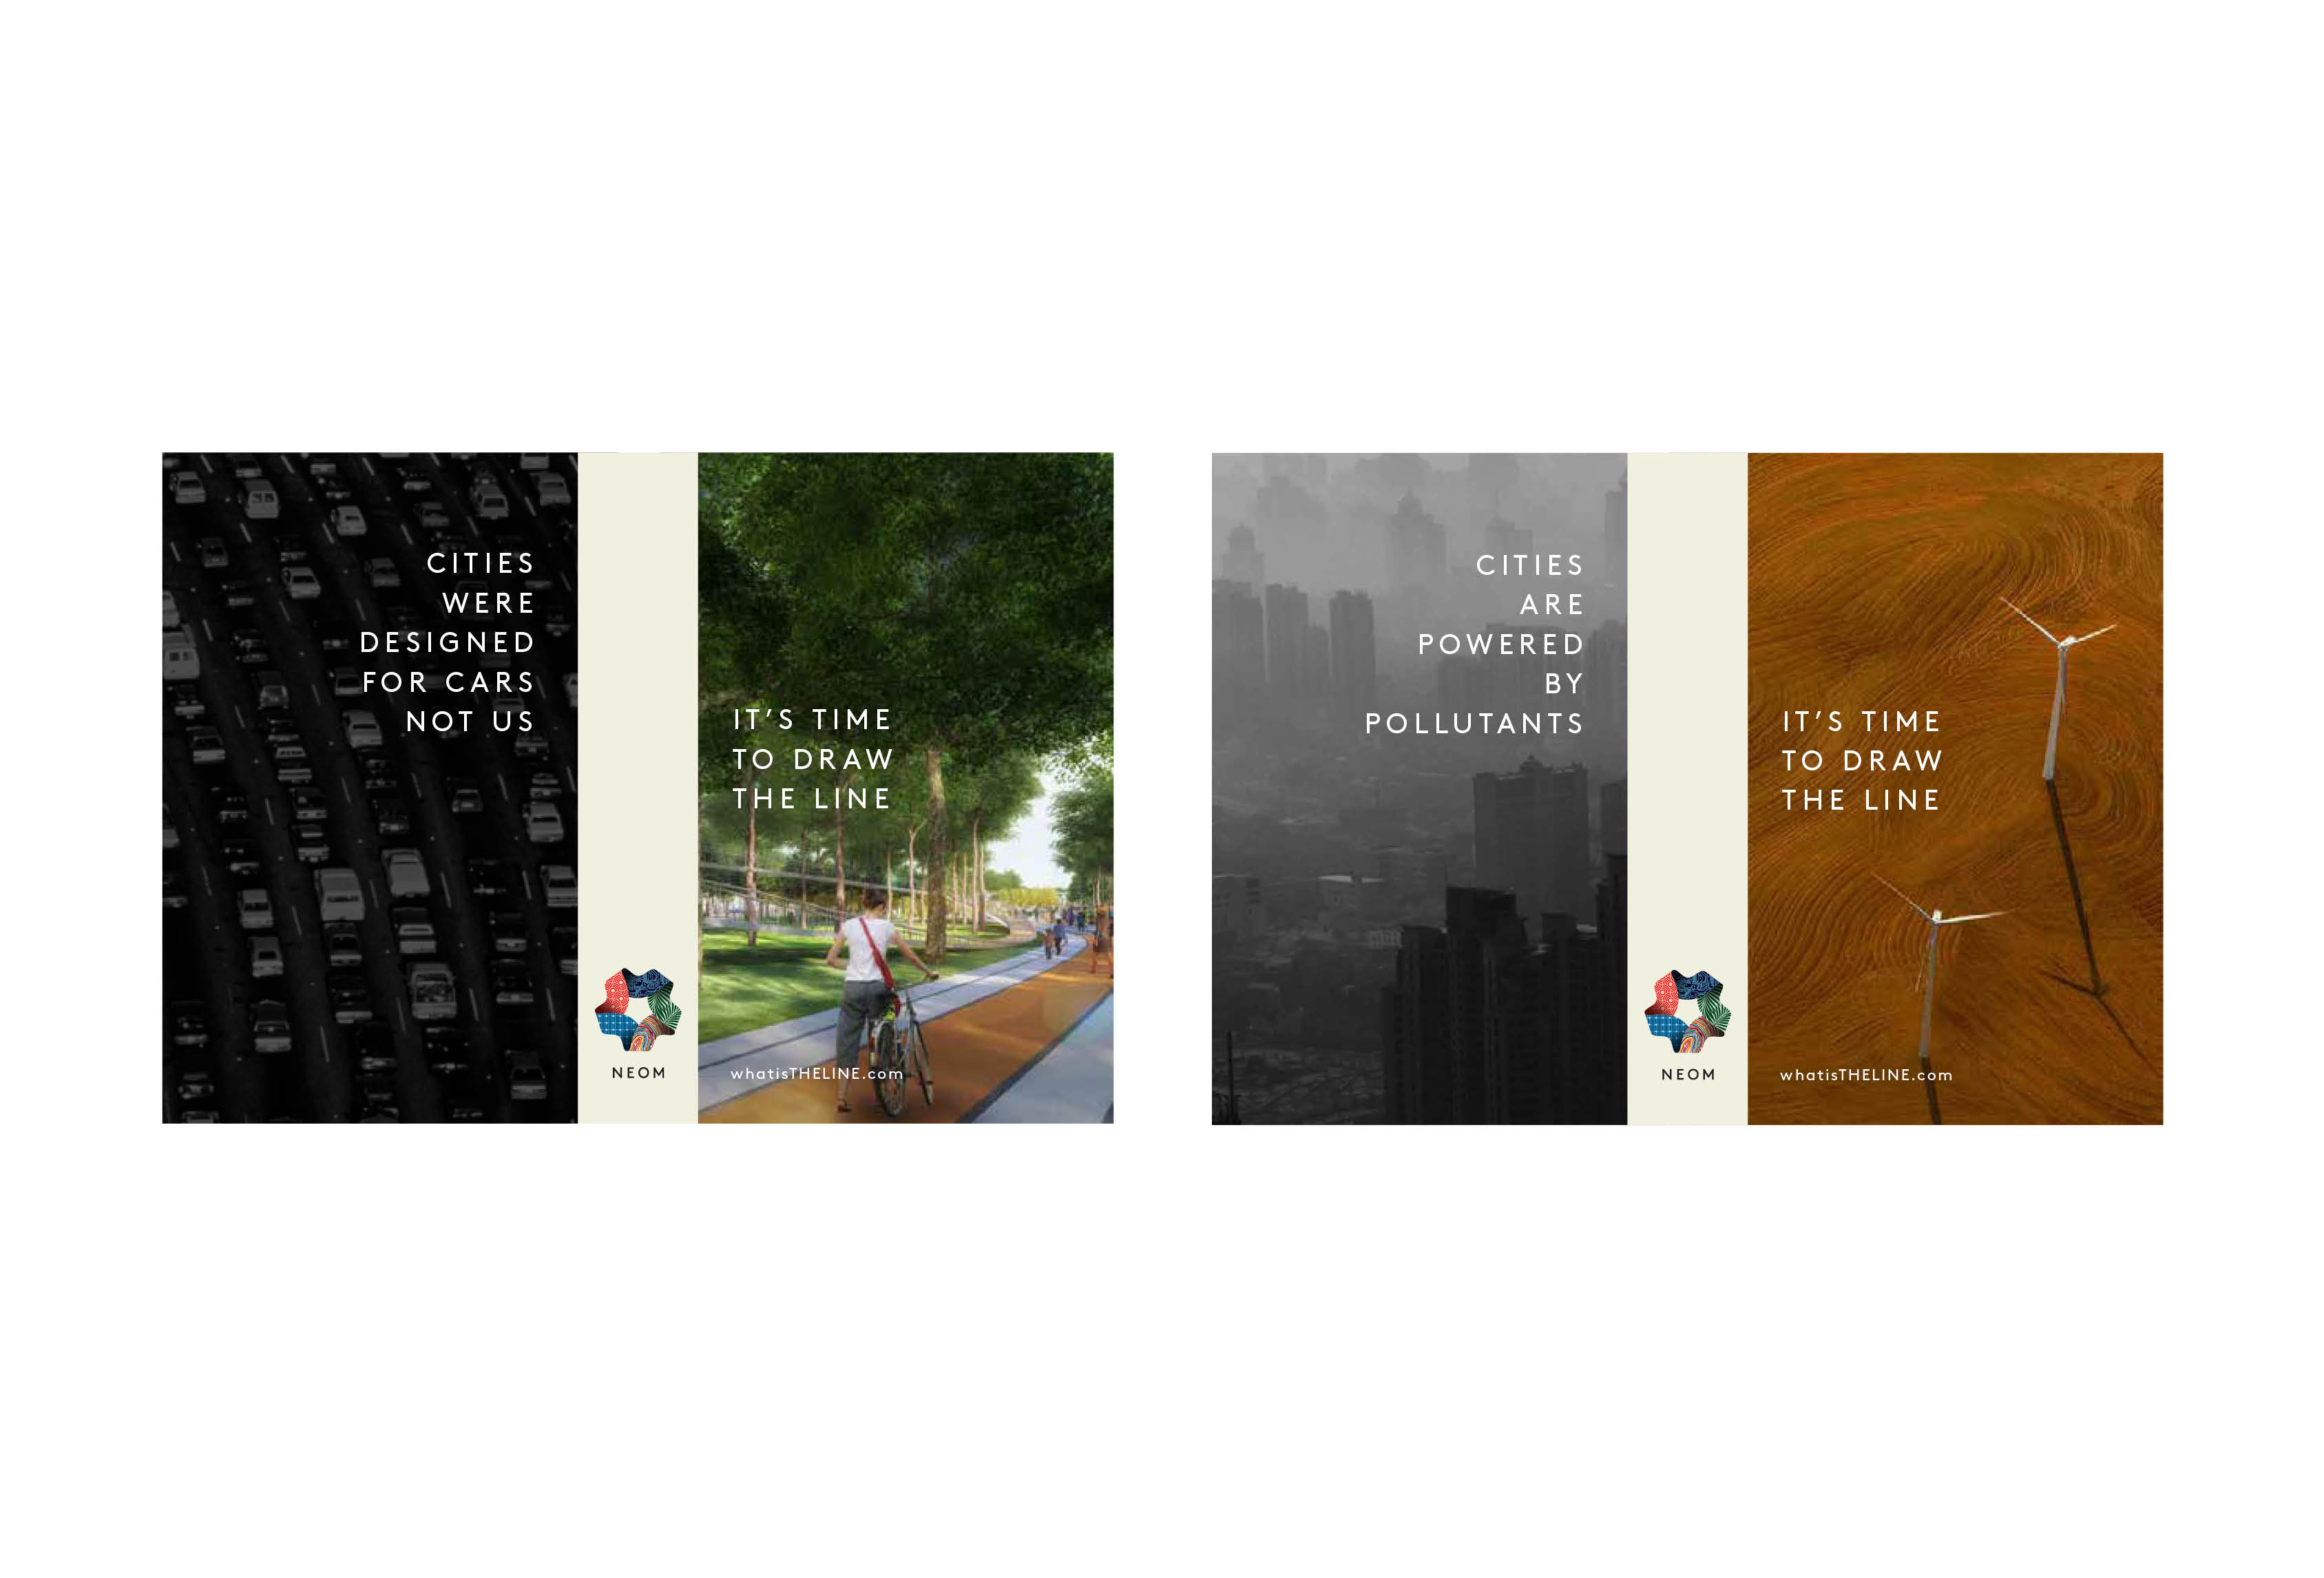 CITIES
WERE
DESIGNED
FOR CARS
NOT US
IT’S TIME
TO DRAW
THE LINE
NEOM
whatisTHELINE.com
CITIES
ARE
POWERED
BY
POLLUTANTS
IT’S TIME
TO DRAW
THE LINE
NEOM
whatisTHELINE.com